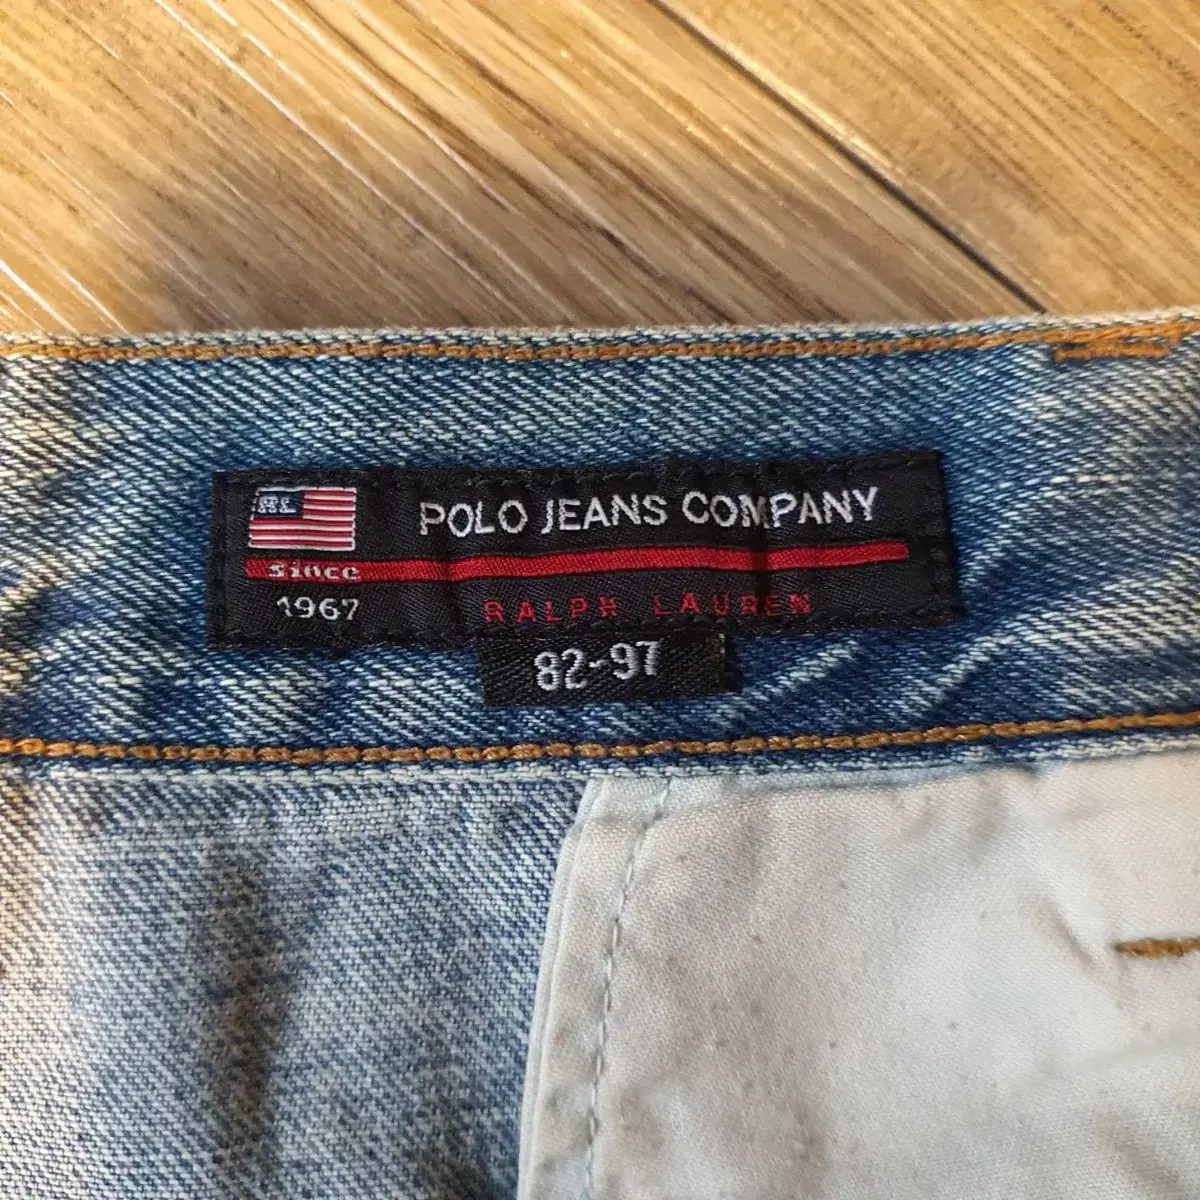 RL
POLO JEANS COMPANY
since
1967
RALPH LAUREN
82-97